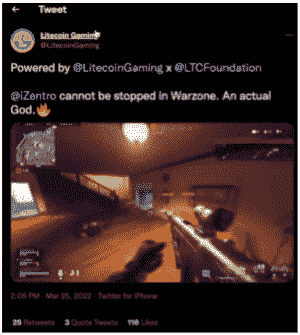 Tweet
Litecoin Gaming
@LitecoinGaming
Powered by @LitecoinGaming x @LTCFoundation
@iZentro cannot be stopped in Warzone. An actual
God.🔥
2:05 PM · Mar 25, 2022 · Twitter for iPhone
25 Retweets 3 Quote Tweets 116 Likes